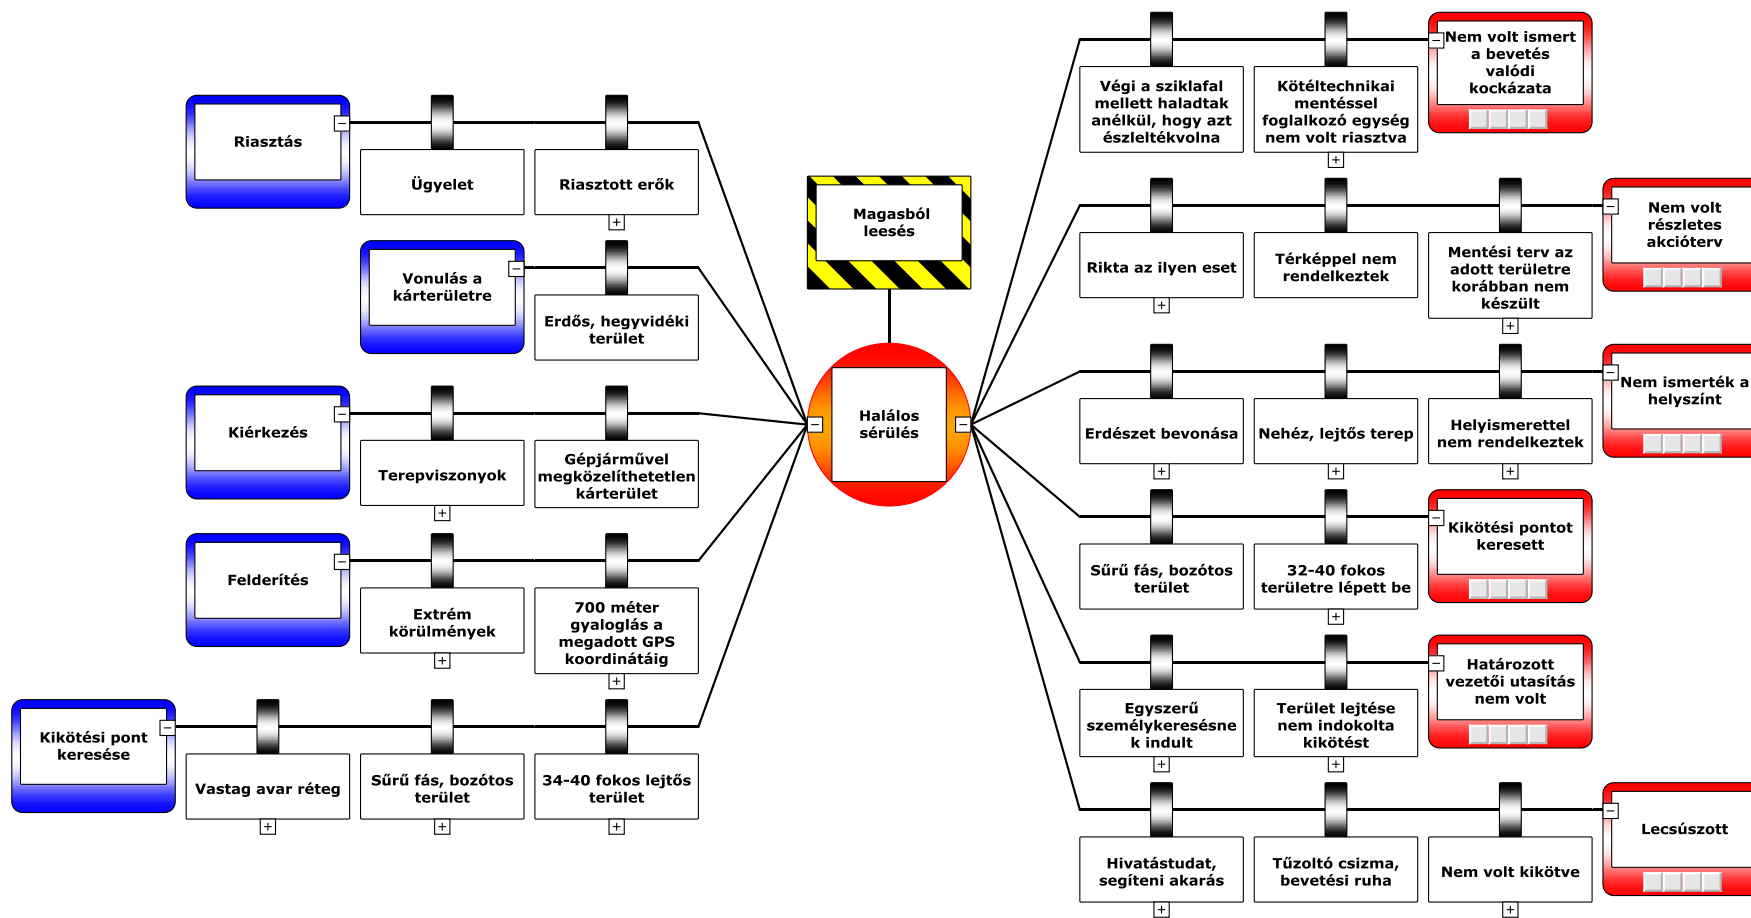 Riasztás
Ügyelet
Riasztott erők
Vonulás a
kárterületre
Erdős, hegyvidéki
terület
Kiérkezés
Terepviszonyok
Gépjárművel
megközelíthetetlen
kárterület
Felderítés
Extrém
körülmények
700 méter
gyaloglás a
megadott GPS
koordinátáig
Kikötési pont
keresése
Vastag avar réteg
Sűrű fás, bozótos
terület
34-40 fokos lejtős
terület
Magasból
leesés
Halálos
sérülés
Végi a sziklafal
mellett haladtak
anélkül, hogy azt
észleltékvolna
Kötéltechnikai
mentéssel
foglalkozó egység
nem volt riasztva
Nem volt ismert
a bevetés
valódi
kockázata
Rikta az ilyen eset
Térképpel nem
rendelkeztek
Mentési terv az
adott területre
korábban nem
készült
Nem volt
részletes
akcióterv
Erdészet bevonása
Nehéz, lejtős terep
Helyismerettel
nem rendelkeztek
Nem ismerték a
helyszínt
Sűrű fás, bozótos
terület
32-40 fokos
területre lépett be
Kikötési pontot
keresett
Egyszerű
személykeresésne
k indult
Terület lejtése
nem indokolta
kikötést
Határozott
vezetői utasítás
nem volt
Hivatástudat,
segíteni akarás
Tűzoltó csizma,
bevetési ruha
Nem volt kikötve
Lecsúszott